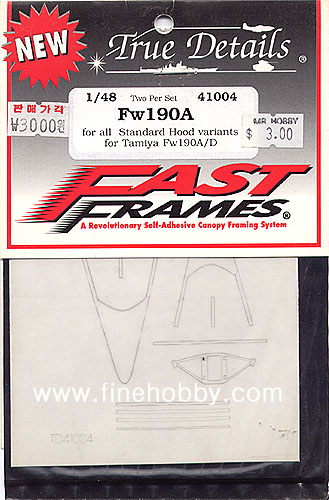 NEW
True Details
®
1/48 Two Per Set 41004
Fw190A
for all Standard Hood variants
for Tamiya Fw190A/D
판매가격
₩3000원
MR HOBBY
$ 3.00
FAST
FRAMES®
A Revolutionary Self-Adhesive Canopy Framing System
www.finehobby.com
TD41004